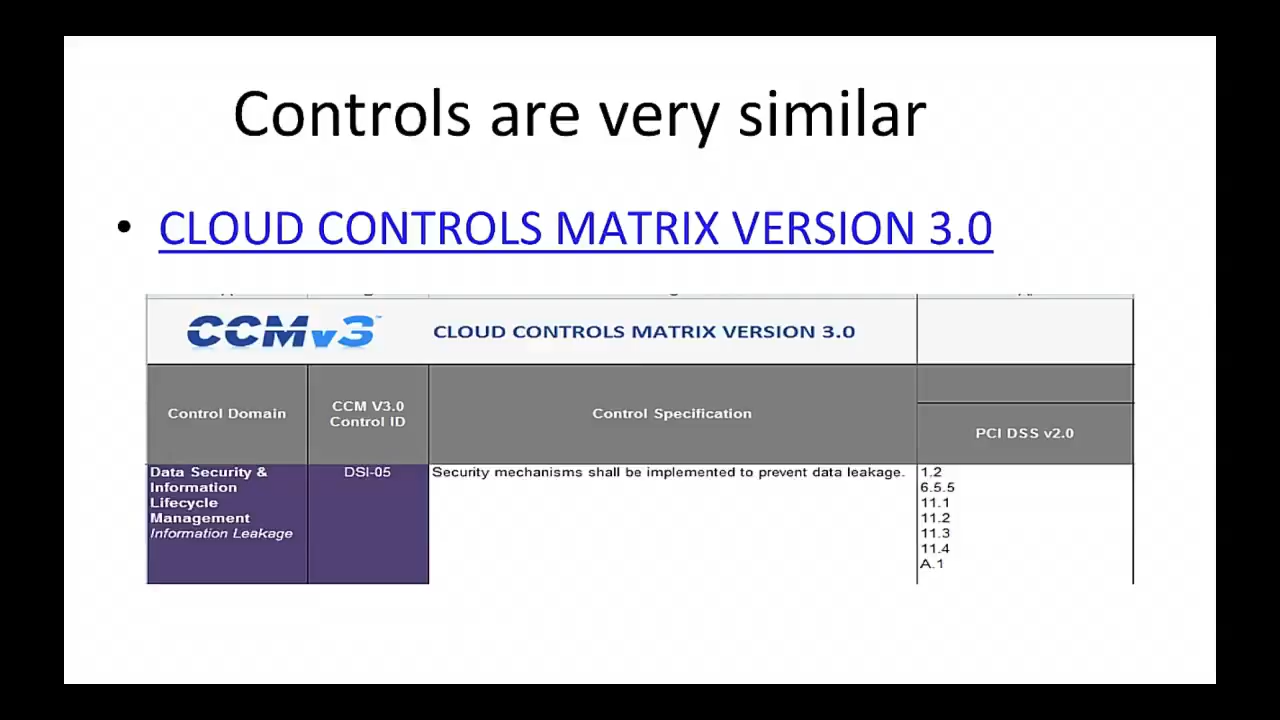 Controls are very similar
• CLOUD CONTROLS MATRIX VERSION 3.0
CCMv3™ CLOUD CONTROLS MATRIX VERSION 3.0
Control Domain
CCM V3.0
Control ID
Control Specification
PCI DSS v2.0
Data Security &
Information
Lifecycle
Management
Information Leakage
DSI-05
Security mechanisms shall be implemented to prevent data leakage.
1.2
6.5.5
11.1
11.2
11.3
11.4
A.1